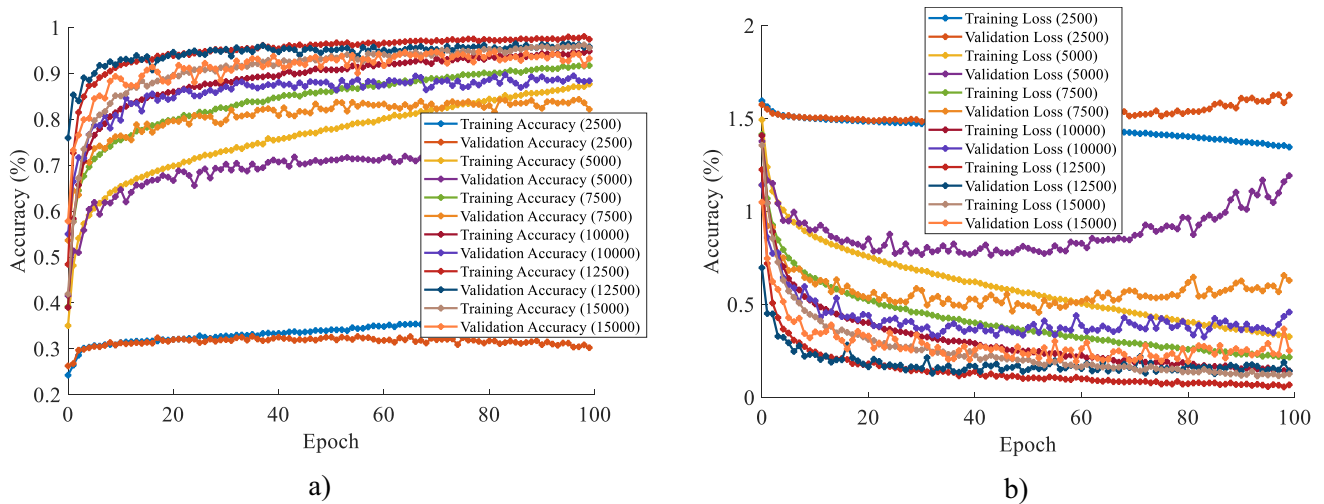 1
0.9
0.8
0.7
0.6
0.5
0.4
0.3
0.2
Accuracy (%)
0
20
40
60
80
100
Epoch
Training Accuracy (2500)
Validation Accuracy (2500)
Training Accuracy (5000)
Validation Accuracy (5000)
Training Accuracy (7500)
Validation Accuracy (7500)
Training Accuracy (10000)
Validation Accuracy (10000)
Training Accuracy (12500)
Validation Accuracy (12500)
Training Accuracy (15000)
Validation Accuracy (15000)
a)
2
1.5
1
0.5
0
Accuracy (%)
0
20
40
60
80
100
Epoch
Training Loss (2500)
Validation Loss (2500)
Training Loss (5000)
Validation Loss (5000)
Training Loss (7500)
Validation Loss (7500)
Training Loss (10000)
Validation Loss (10000)
Training Loss (12500)
Validation Loss (12500)
Training Loss (15000)
Validation Loss (15000)
b)